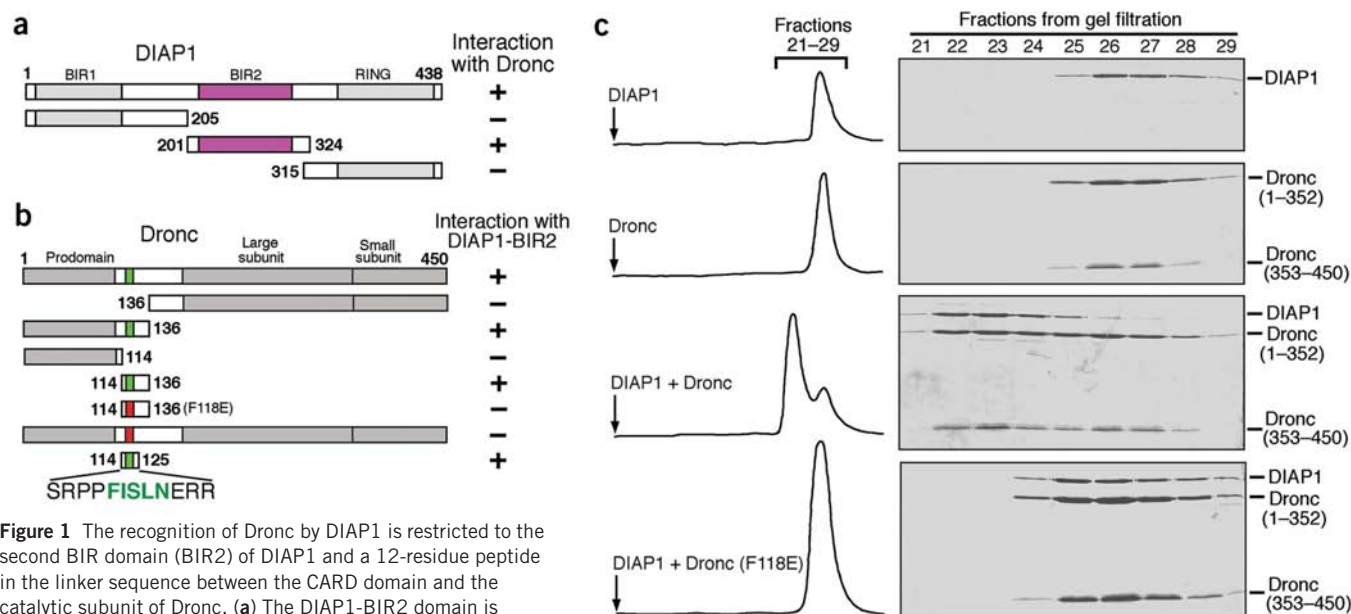 a
DIAP1
Interaction with Dronc
1 BIR1 BIR2 RING 438
+
205 −
201 324 +
315 −
b
Dronc
Interaction with DIAP1-BIR2
1 Prodomain Large subunit Small subunit 450
+
136 −
136 +
114 −
114 136 +
114 136 (F118E) −
−
114 125 +
SRPPFISLNERR
Figure 1 The recognition of Dronc by DIAP1 is restricted to the
second BIR domain (BIR2) of DIAP1 and a 12-residue peptide
in the linker sequence between the CARD domain and the
catalytic subunit of Dronc. (a) The DIAP1-BIR2 domain is
c
Fractions
21–29
Fractions from gel filtration
21 22 23 24 25 26 27 28 29
DIAP1
DIAP1
Dronc
Dronc
(1–352)
Dronc
(353–450)
DIAP1 + Dronc
DIAP1
Dronc
(1–352)
Dronc
(353–450)
DIAP1 + Dronc (F118E)
DIAP1
Dronc
(1–352)
Dronc
(353–450)